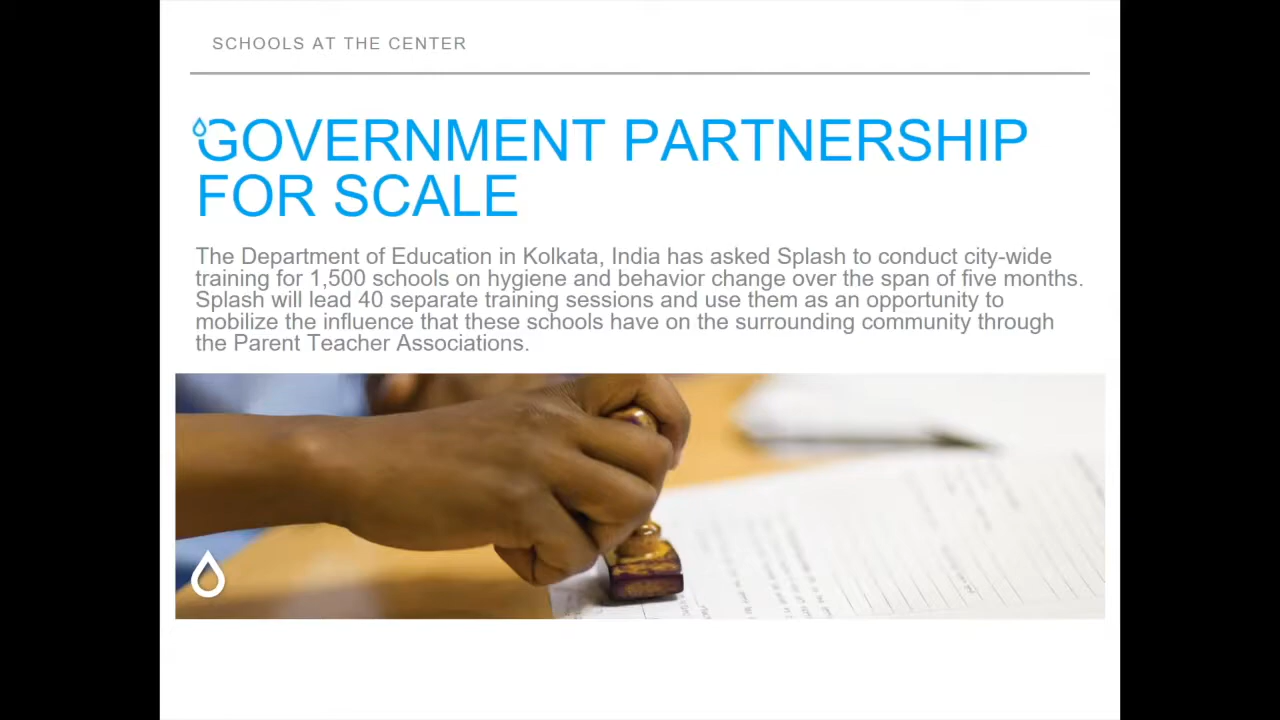 SCHOOLS AT THE CENTER
GOVERNMENT PARTNERSHIP
FOR SCALE
The Department of Education in Kolkata, India has asked Splash to conduct city-wide
training for 1,500 schools on hygiene and behavior change over the span of five months.
Splash will lead 40 separate training sessions and use them as an opportunity to
mobilize the influence that these schools have on the surrounding community through
the Parent Teacher Associations.